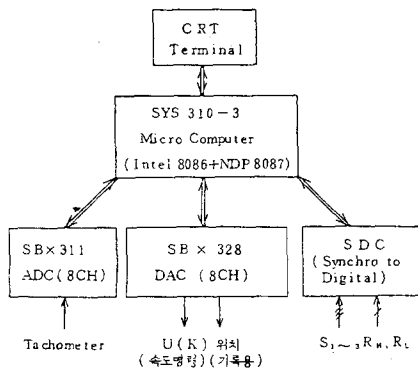 CRT
Terminal
SYS 310-3
Micro Computer
(Intel 8086+NDP 8087)
SB×311
ADC(8CH)
SB × 328
DAC (8CH)
SDC
(Synchro to
Digital)
Tachometer
U(K) 위치
(속도명령) (기록용)
S₁~₃ R_H, R_L